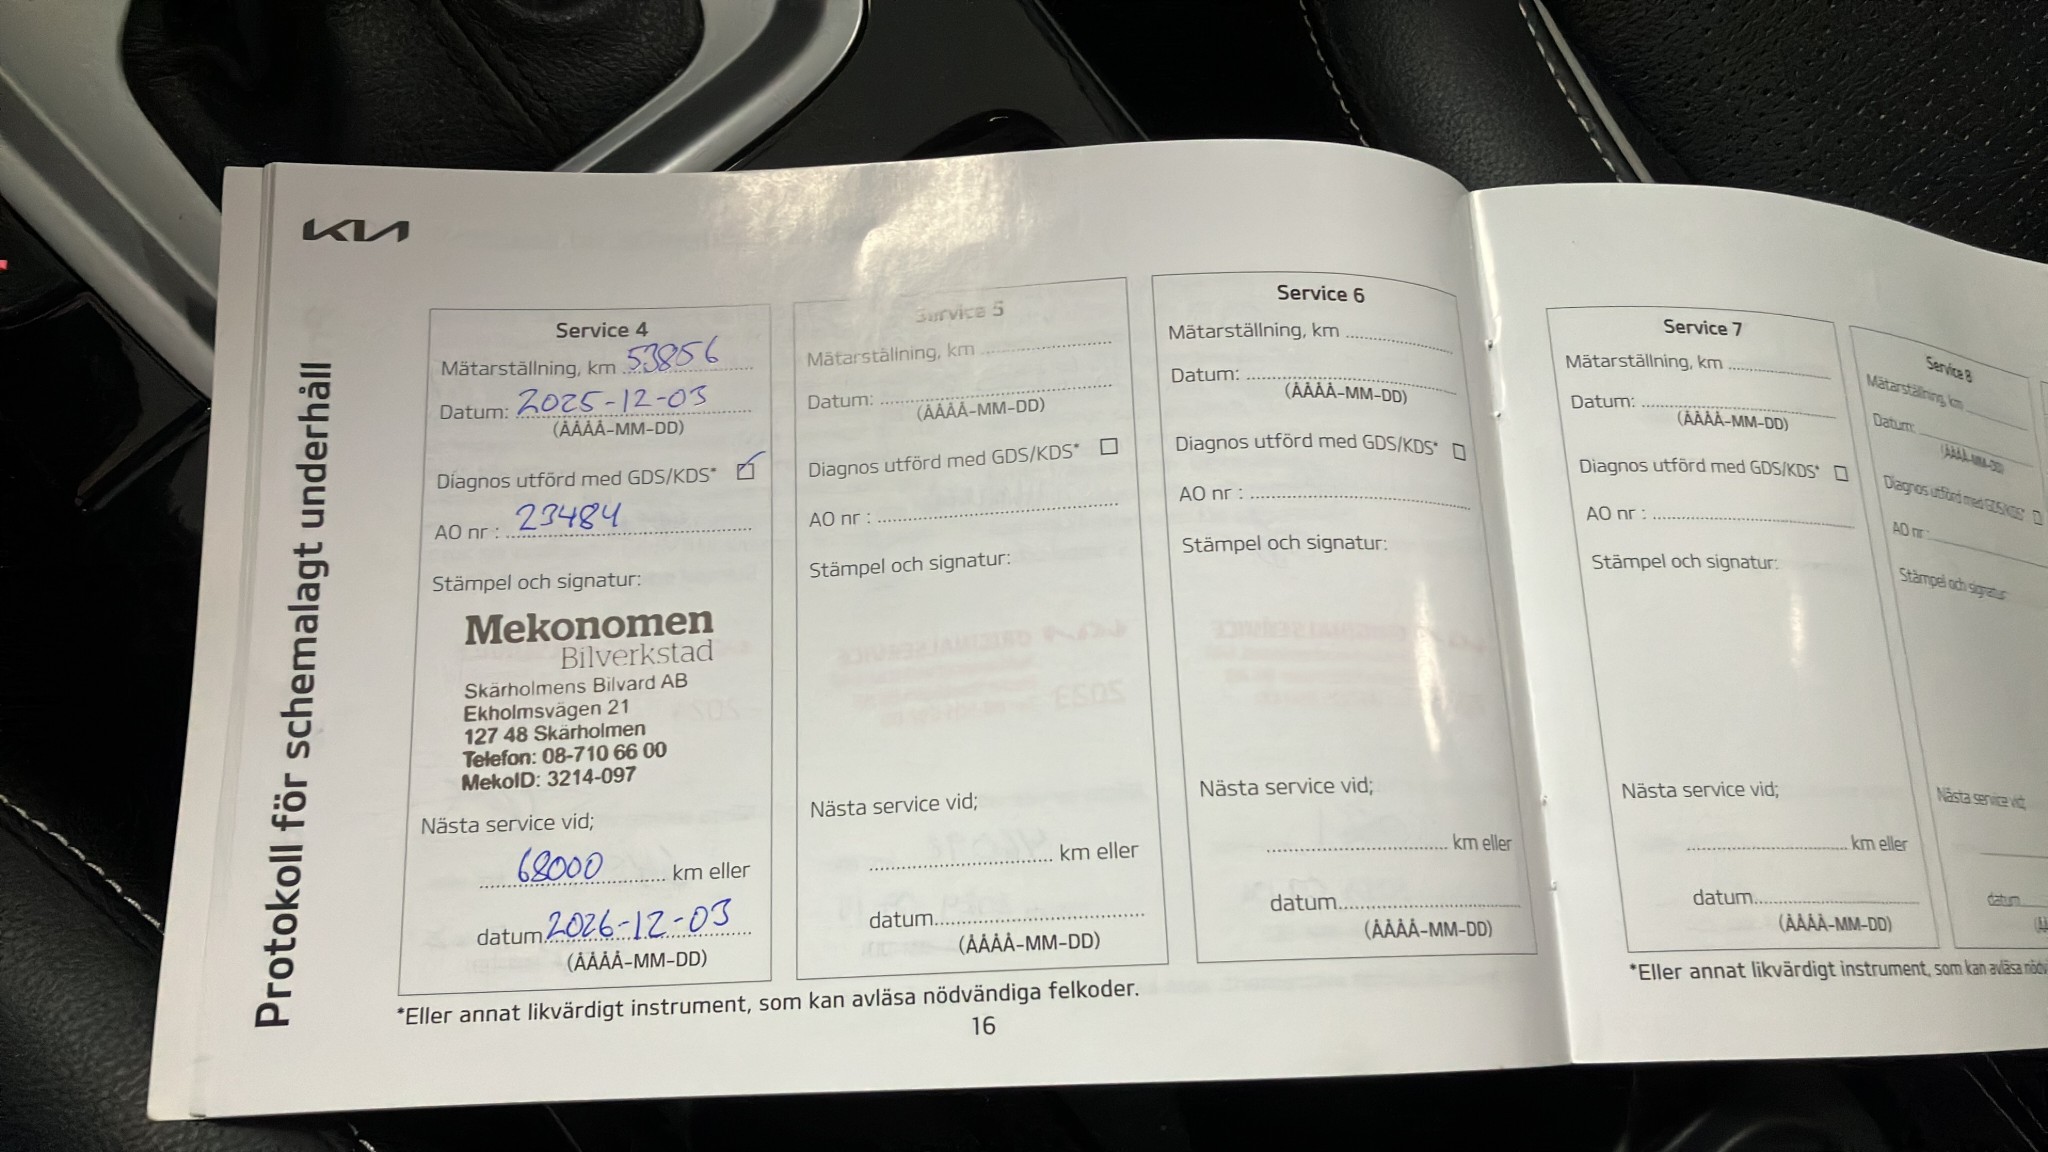 KIA
Protokoll för schemalagt underhåll
Service 4
Mätarställning, km 53856
Datum: 2025-12-03
(ÅÅÅÅ-MM-DD)
Diagnos utförd med GDS/KDS*
AO nr : 23484
Stämpel och signatur:
Mekonomen
Bilverkstad
Skärholmens Bilvard AB
Ekholmsvägen 21
127 48 Skärholmen
Telefon: 08-710 66 00
MekoID: 3214-097
Nästa service vid;
68000 km eller
datum 2026-12-03
(ÅÅÅÅ-MM-DD)
Service 5
Mätarställning, km
Datum:
(ÅÅÅÅ-MM-DD)
Diagnos utförd med GDS/KDS*
AO nr :
Stämpel och signatur:
Nästa service vid;
km eller
datum
(ÅÅÅÅ-MM-DD)
Service 6
Mätarställning, km
Datum:
(ÅÅÅÅ-MM-DD)
Diagnos utförd med GDS/KDS*
AO nr :
Stämpel och signatur:
Nästa service vid;
km eller
datum
(ÅÅÅÅ-MM-DD)
*Eller annat likvärdigt instrument, som kan avläsa nödvändiga felkoder.
16
Service 7
Mätarställning, km
Datum:
(ÅÅÅÅ-MM-DD)
Diagnos utförd med GDS/KDS*
AO nr :
Stämpel och signatur:
Nästa service vid;
km eller
datum
(ÅÅÅÅ-MM-DD)
Service 8
Mätarställning, km
Datum:
(ÅÅÅÅ-MM-DD)
Diagnos utförd med GDS/KDS*
AO nr :
Stämpel och signatur:
Nästa service vid;
datum
*Eller annat likvärdigt instrument, som kan avläsa